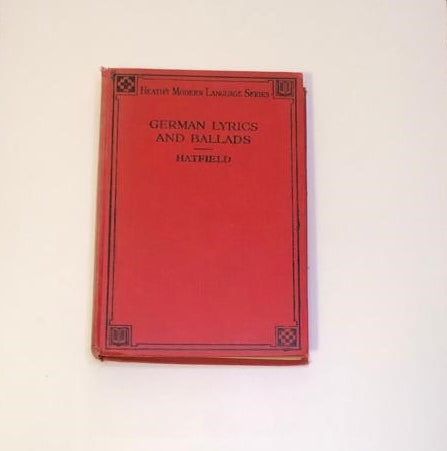 HEATH'S MODERN LANGUAGE SERIES
GERMAN LYRICS
AND BALLADS
HATFIELD